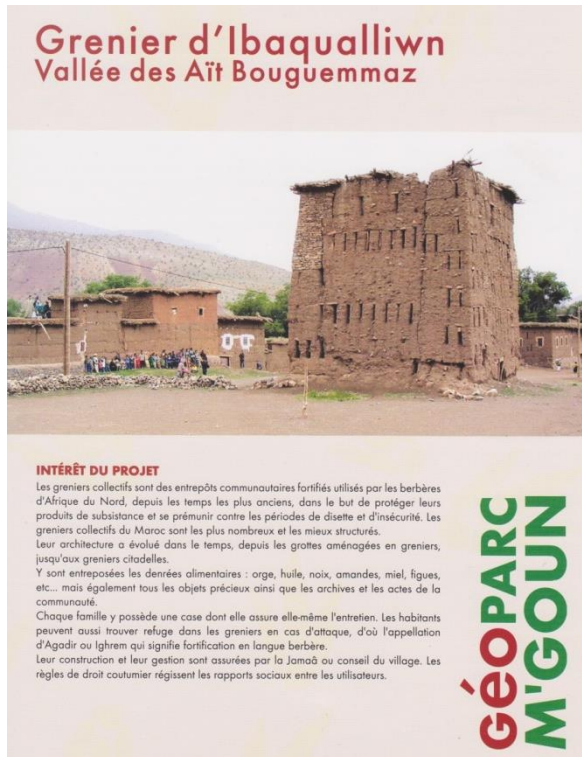 Grenier d'Ibaqualliwn
Vallée des Aït Bouguemmaz
INTÉRÊT DU PROJET
Les greniers collectifs sont des entrepôts communautaires fortifiés utilisés par les berbères
d'Afrique du Nord, depuis les temps les plus anciens, dans le but de protéger leurs
produits de subsistance et se prémunir contre les périodes de disette et d'insécurité. Les
greniers collectifs du Maroc sont les plus nombreux et les mieux structurés.
Leur architecture a évolué dans le temps, depuis les grottes aménagées en greniers,
jusqu'aux greniers citadelles.
Y sont entreposées les denrées alimentaires : orge, huile, noix, amandes, miel, figues,
etc... mais également tous les objets précieux ainsi que les archives et les actes de la
communauté.
Chaque famille y possède une case dont elle assure elle-même l'entretien. Les habitants
peuvent aussi trouver refuge dans les greniers en cas d'attaque, d'où l'appellation
d'Agadir ou Ighrem qui signifie fortification en langue berbère.
Leur construction et leur gestion sont assurées par la Jamaâ ou conseil du village. Les
règles de droit coutumier régissent les rapports sociaux entre les utilisateurs.
GéOPARC
M'GOUN